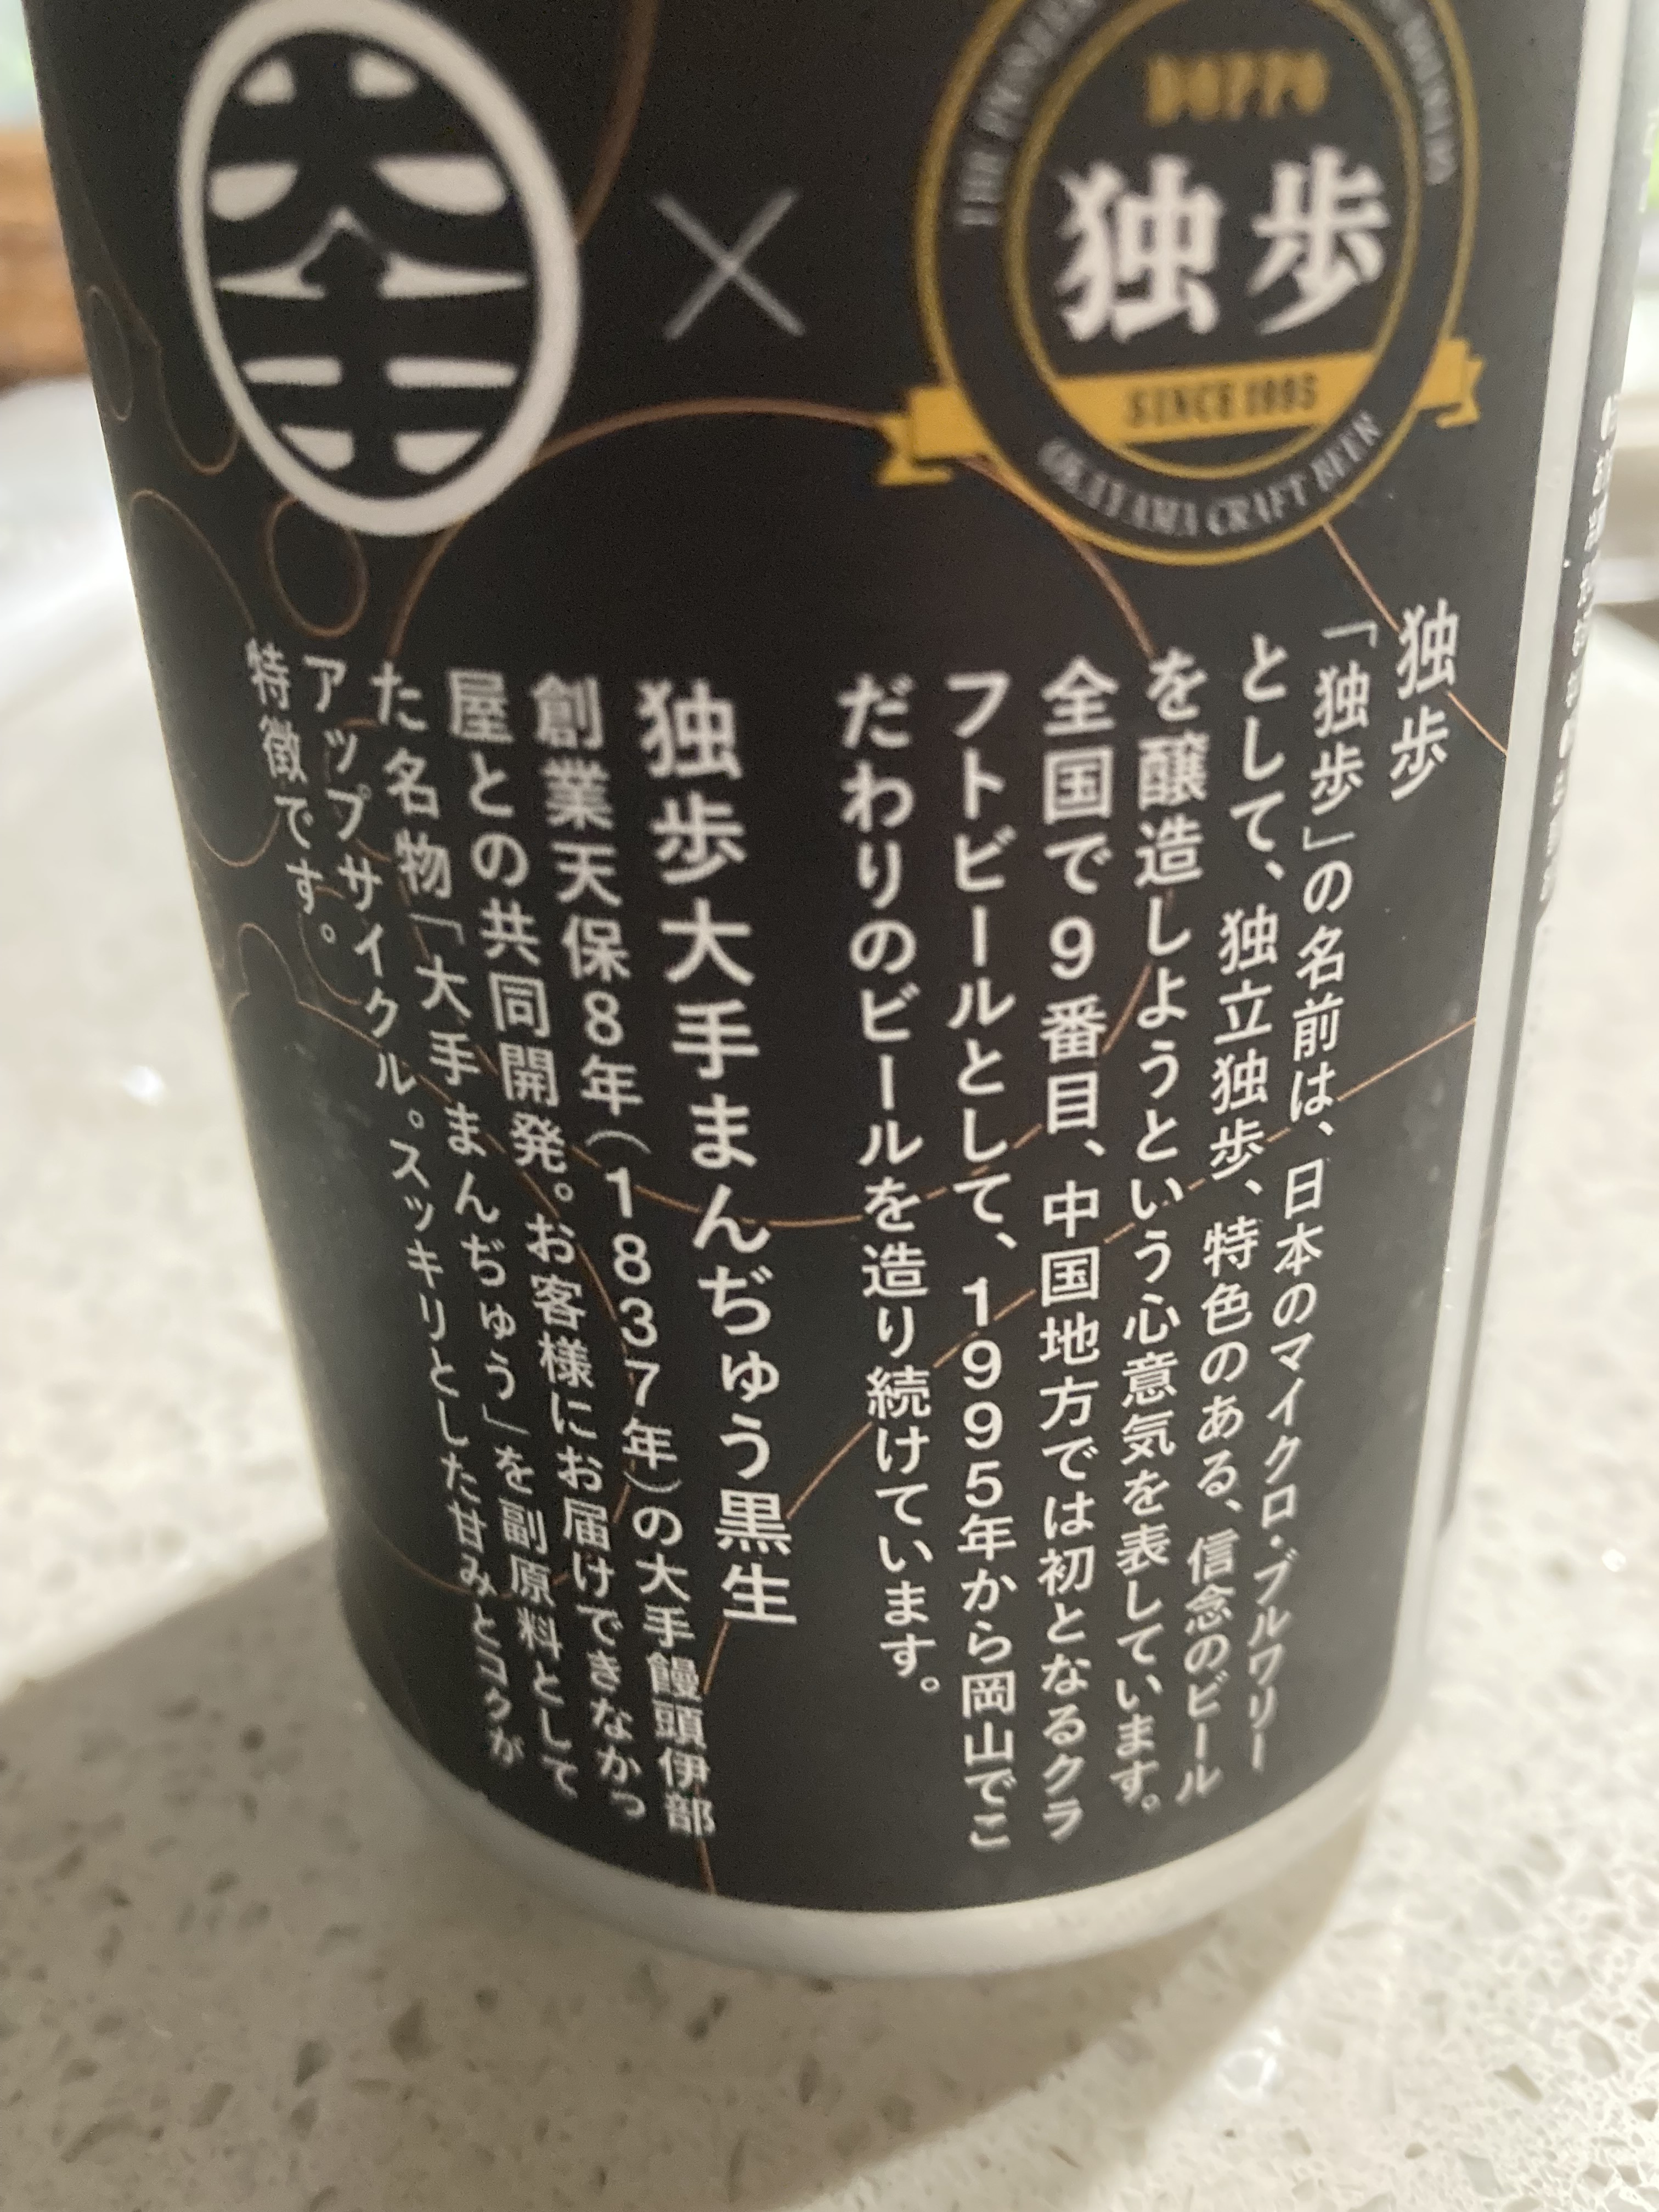 DOPPO
独歩
SINCE 1995
OKAYAMA CRAFT BEER
独歩
「独歩」の名前は、日本のマイクロ・ブルワリー
として、独立独歩、特色のある、信念のビール
を醸造しようという心意気を表しています。
全国で9番目、中国地方では初となるクラ
フトビールとして、1995年から岡山でこ
だわりのビールを造り続けています。
独歩大手まんぢゅう黒生
創業天保8年(1837年)の大手饅頭伊部
屋との共同開発。お客様にお届けできなかっ
た名物「大手まんぢゅう」を副原料として
アップサイクル。スッキリとした甘みとコクが
特徴です。